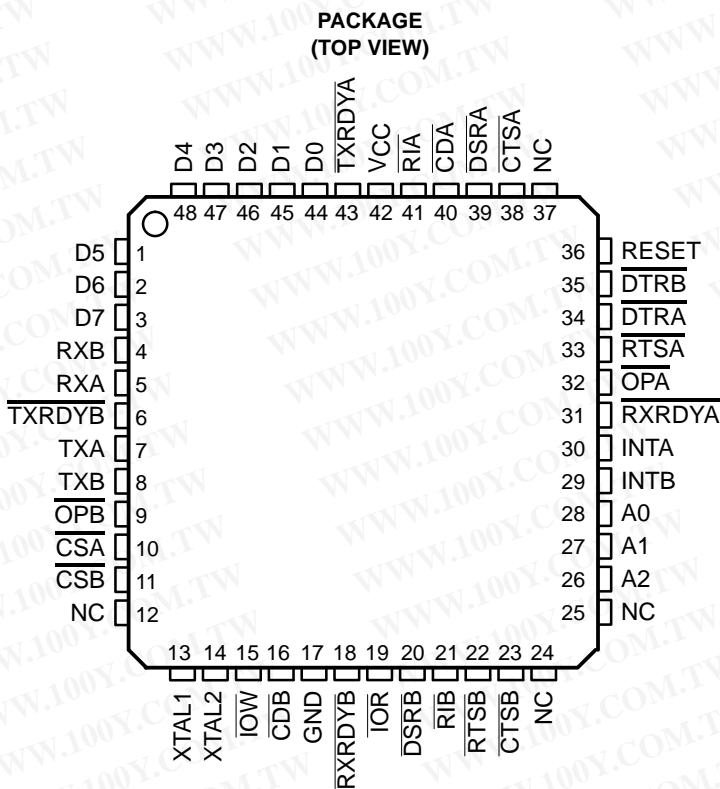 PACKAGE
(TOP VIEW)
D4
D3
D2
D1
D0
TXRDYA
VCC
RIA
CDA
DSRA
CTSA
NC
48 47 46 45 44 43 42 41 40 39 38 37
D5 1
D6 2
D7 3
RXB 4
RXA 5
TXRDYB 6
TXA 7
TXB 8
OPB 9
CSA 10
CSB 11
NC 12
36 RESET
35 DTRB
34 DTRA
33 RTSA
32 OPA
31 RXRDYA
30 INTA
29 INTB
28 A0
27 A1
26 A2
25 NC
13 14 15 16 17 18 19 20 21 22 23 24
XTAL1
XTAL2
IOW
CDB
GND
RXRDYB
IOR
DSRB
RIB
RTSB
CTSB
NC
WWW.100Y.COM.TW